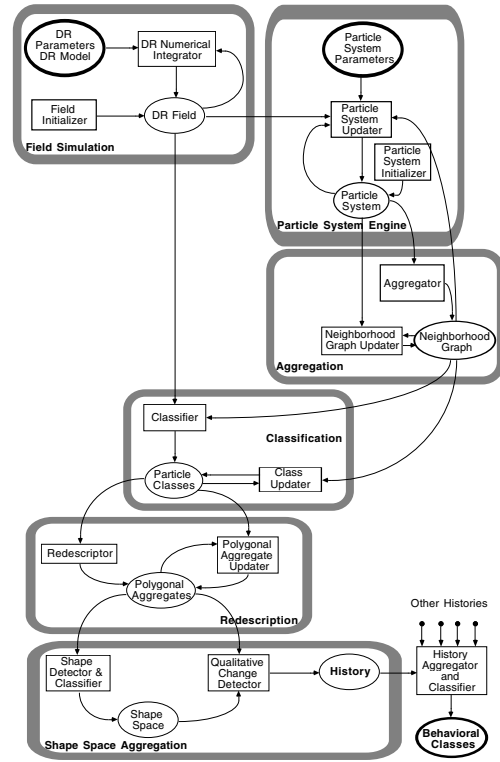 DR
Parameters
DR Model
DR Numerical
Integrator
Field
Initializer
DR Field
Field Simulation
Particle
System
Parameters
Particle
System
Updater
Particle
System
Initializer
Particle
System
Particle System Engine
Aggregator
Neighborhood
Graph Updater
Neighborhood
Graph
Aggregation
Classifier
Classification
Particle
Classes
Class
Updater
Redescriptor
Polygonal
Aggregate
Updater
Polygonal
Aggregates
Redescription
Shape
Detector &
Classifier
Qualitative
Change
Detector
History
Shape
Space
Shape Space Aggregation
Other Histories
History
Aggregator
and
Classifier
Behavioral
Classes